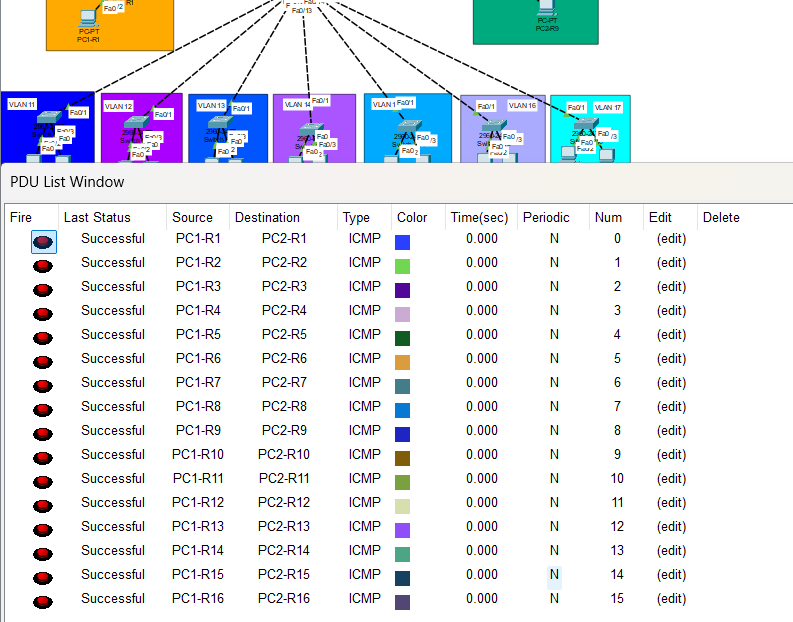 R1
Fa0/2
PC-PT
PC1-R1
Fa0/13
PC-PT
PC2-R9
VLAN 11
Fa0/1
VLAN 12
Fa0/1
VLAN 13
Fa0/1
Fa0/1
Fa0/1
Fa0/1
VLAN 16
Fa0/1
VLAN 17
PDU List Window
Fire Last Status Source Destination Type Color Time(sec) Periodic Num Edit Delete
Successful PC1-R1 PC2-R1 ICMP 0.000 N 0 (edit)
Successful PC1-R2 PC2-R2 ICMP 0.000 N 1 (edit)
Successful PC1-R3 PC2-R3 ICMP 0.000 N 2 (edit)
Successful PC1-R4 PC2-R4 ICMP 0.000 N 3 (edit)
Successful PC1-R5 PC2-R5 ICMP 0.000 N 4 (edit)
Successful PC1-R6 PC2-R6 ICMP 0.000 N 5 (edit)
Successful PC1-R7 PC2-R7 ICMP 0.000 N 6 (edit)
Successful PC1-R8 PC2-R8 ICMP 0.000 N 7 (edit)
Successful PC1-R9 PC2-R9 ICMP 0.000 N 8 (edit)
Successful PC1-R10 PC2-R10 ICMP 0.000 N 9 (edit)
Successful PC1-R11 PC2-R11 ICMP 0.000 N 10 (edit)
Successful PC1-R12 PC2-R12 ICMP 0.000 N 11 (edit)
Successful PC1-R13 PC2-R13 ICMP 0.000 N 12 (edit)
Successful PC1-R14 PC2-R14 ICMP 0.000 N 13 (edit)
Successful PC1-R15 PC2-R15 ICMP 0.000 N 14 (edit)
Successful PC1-R16 PC2-R16 ICMP 0.000 N 15 (edit)